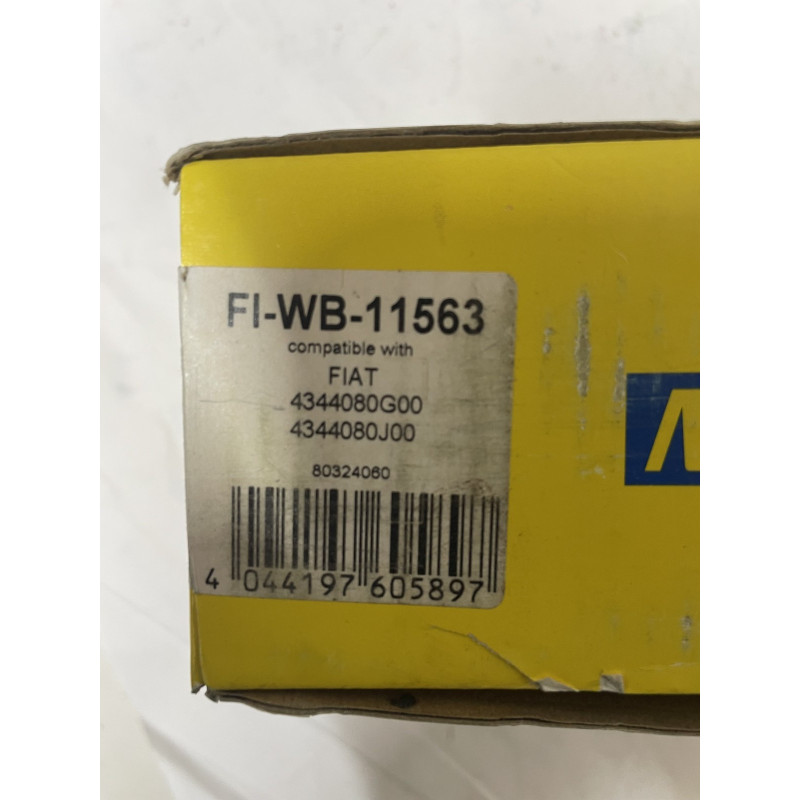 FI-WB-11563
compatible with
FIAT
4344080G00
4344080J00
80324060
4 044197 605897